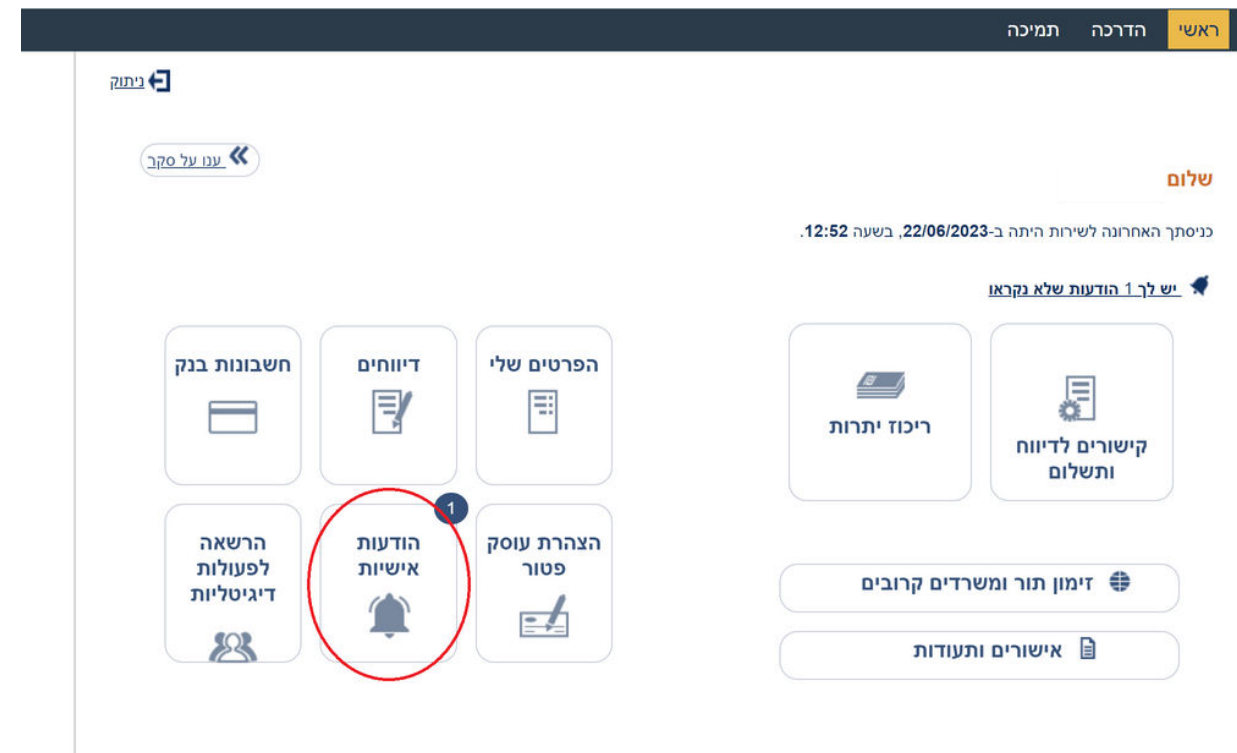 ראשי הדרכה תמיכה
ניתוק
ענו על סקר
שלום
כניסתך האחרונה לשירות היתה ב-22/06/2023, בשעה 12:52.
יש לך 1 הודעות שלא נקראו
קישורים לדיווח
ותשלום
ריכוז יתרות
הפרטים שלי
דיווחים
חשבונות בנק
הצהרת עוסק
פטור
1
הודעות
אישיות
הרשאה
לפעולות
דיגיטליות
זימון תור ומשרדים קרובים
אישורים ותעודות